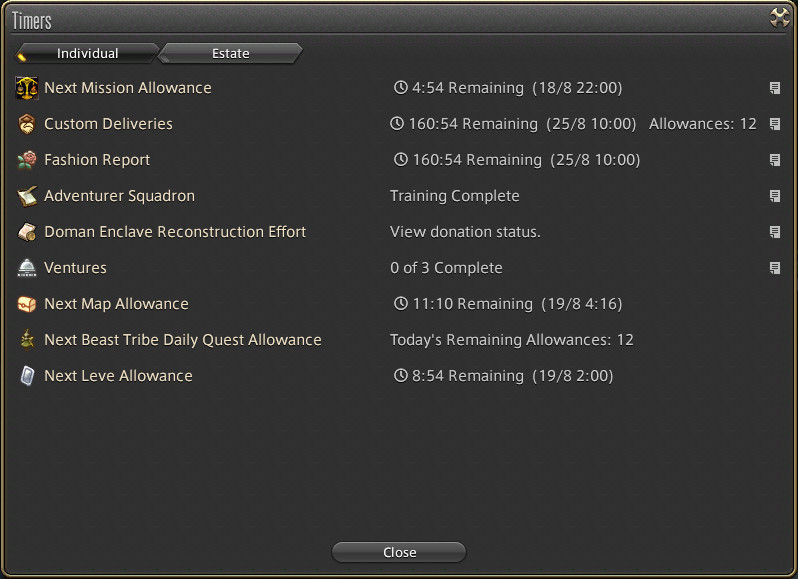 Timers
Individual Estate
Next Mission Allowance 4:54 Remaining (18/8 22:00)
Custom Deliveries 160:54 Remaining (25/8 10:00) Allowances: 12
Fashion Report 160:54 Remaining (25/8 10:00)
Adventurer Squadron Training Complete
Doman Enclave Reconstruction Effort View donation status.
Ventures 0 of 3 Complete
Next Map Allowance 11:10 Remaining (19/8 4:16)
Next Beast Tribe Daily Quest Allowance Today's Remaining Allowances: 12
Next Leve Allowance 8:54 Remaining (19/8 2:00)
Close